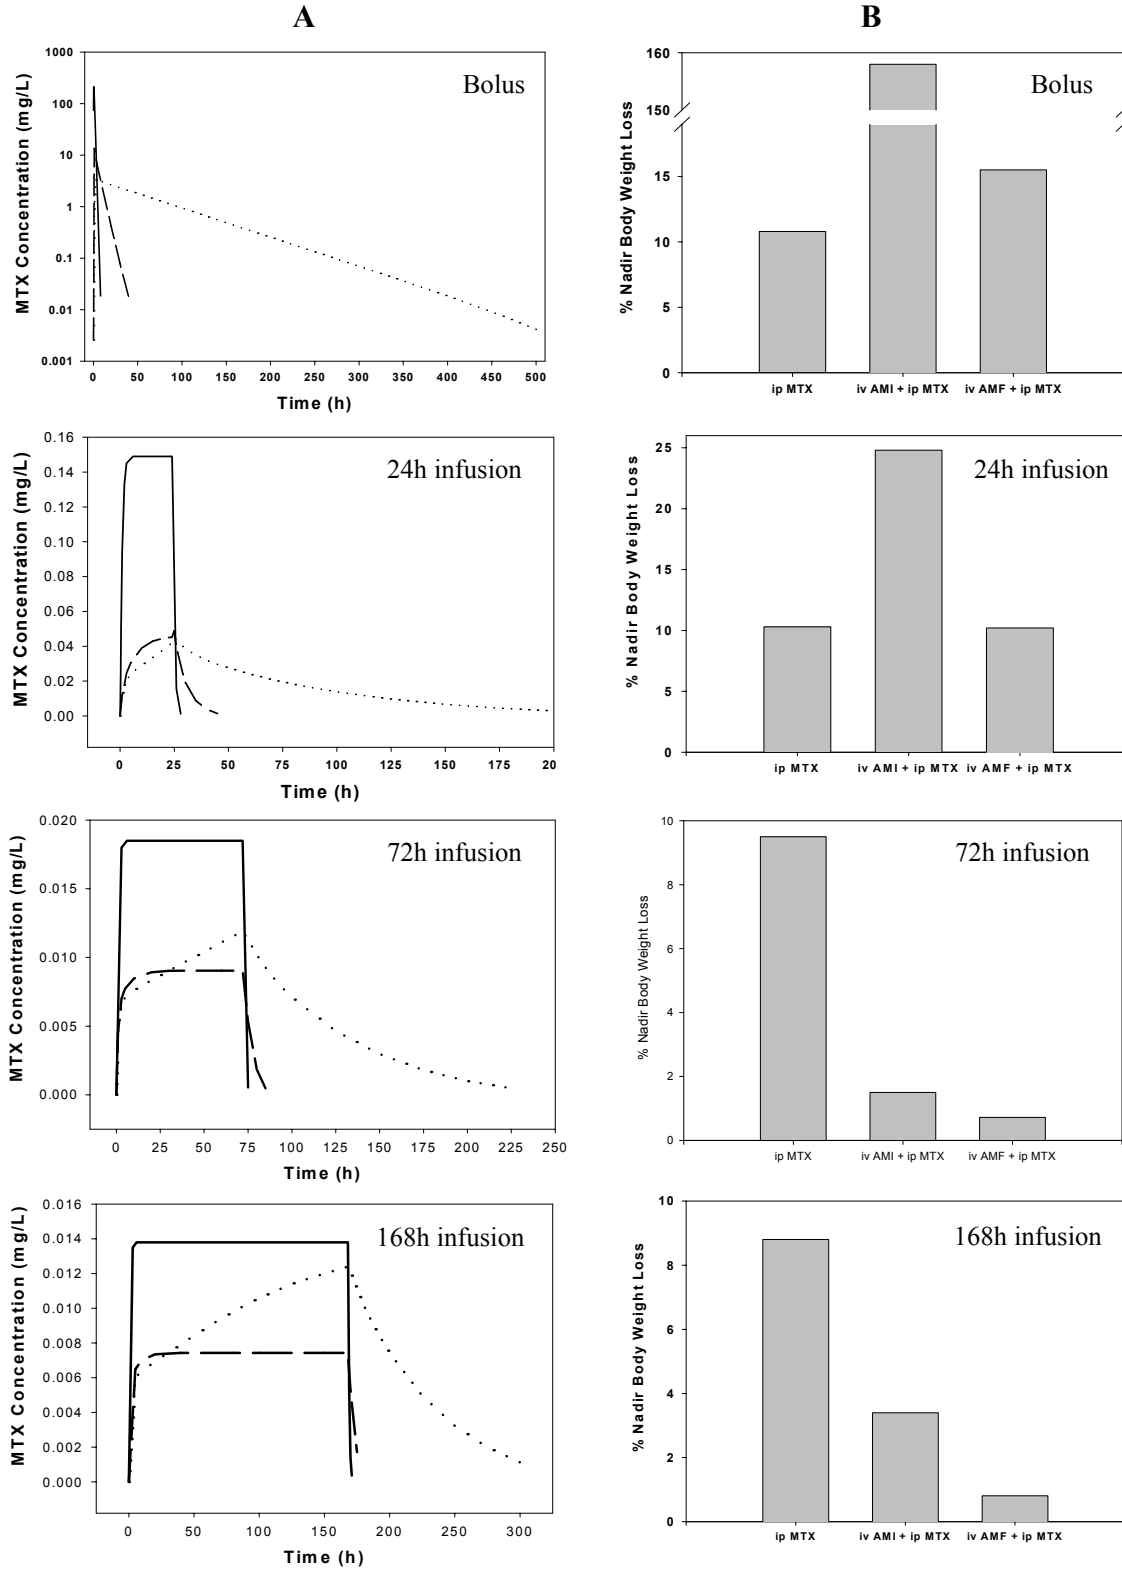 A
B
MTX Concentration (mg/L)
1000
100
10
1
0.1
0.01
0.001
Bolus
0 50 100 150 200 250 300 350 400 450 500
Time (h)
% Nadir Body Weight Loss
160
150
15
10
5
0
Bolus
ip MTX iv AMI + ip MTX iv AMF + ip MTX
MTX Concentration (mg/L)
0.16
0.14
0.12
0.10
0.08
0.06
0.04
0.02
0.00
24h infusion
0 25 50 75 100 125 150 175 20
Time (h)
% Nadir Body Weight Loss
25
20
15
10
5
0
24h infusion
ip MTX iv AMI + ip MTX iv AMF + ip MTX
MTX Concentration (mg/L)
0.020
0.015
0.010
0.005
0.000
72h infusion
0 25 50 75 100 125 150 175 200 225 250
Time (h)
% Nadir Body Weight Loss
10
8
6
4
2
0
72h infusion
ip MTX iv AMI + ip MTX iv AMF + ip MTX
MTX Concentration (mg/L)
0.016
0.014
0.012
0.010
0.008
0.006
0.004
0.002
0.000
168h infusion
0 50 100 150 200 250 300
Time (h)
% Nadir Body Weight Loss
10
8
6
4
2
0
168h infusion
ip MTX iv AMI + ip MTX iv AMF + ip MTX